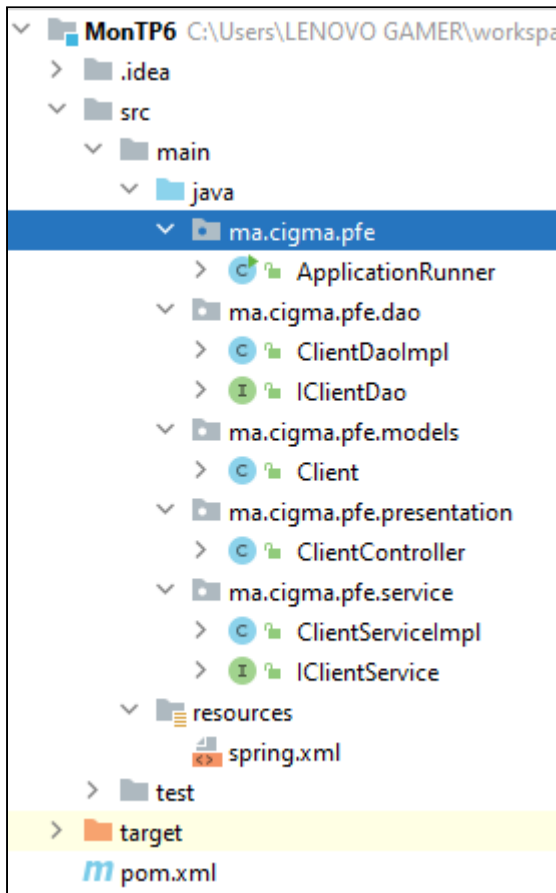 MonTP6 C:\Users\LENOVO GAMER\workspa
.idea
src
main
java
ma.cigma.pfe
C ApplicationRunner
ma.cigma.pfe.dao
C ClientDaoImpl
I IClientDao
ma.cigma.pfe.models
C Client
ma.cigma.pfe.presentation
C ClientController
ma.cigma.pfe.service
C ClientServiceImpl
I IClientService
resources
spring.xml
test
target
m pom.xml